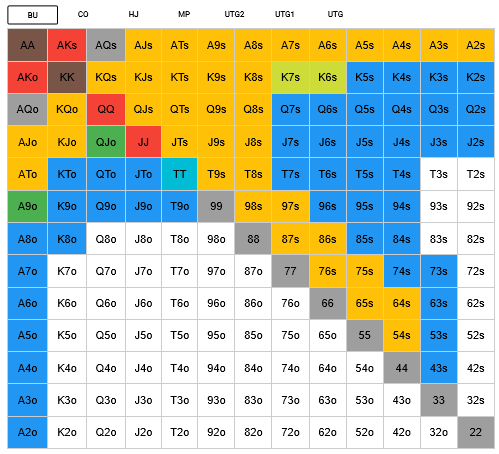 BU CO HJ MP UTG2 UTG1 UTG
AA AKs AQs AJs ATs A9s A8s A7s A6s A5s A4s A3s A2s
AKo KK KQs KJs KTs K9s K8s K7s K6s K5s K4s K3s K2s
AQo KQo QQ QJs QTs Q9s Q8s Q7s Q6s Q5s Q4s Q3s Q2s
AJo KJo QJo JJ JTs J9s J8s J7s J6s J5s J4s J3s J2s
ATo KTo QTo JTo TT T9s T8s T7s T6s T5s T4s T3s T2s
A9o K9o Q9o J9o T9o 99 98s 97s 96s 95s 94s 93s 92s
A8o K8o Q8o J8o T8o 98o 88 87s 86s 85s 84s 83s 82s
A7o K7o Q7o J7o T7o 97o 87o 77 76s 75s 74s 73s 72s
A6o K6o Q6o J6o T6o 96o 86o 76o 66 65s 64s 63s 62s
A5o K5o Q5o J5o T5o 95o 85o 75o 65o 55 54s 53s 52s
A4o K4o Q4o J4o T4o 94o 84o 74o 64o 54o 44 43s 42s
A3o K3o Q3o J3o T3o 93o 83o 73o 63o 53o 43o 33 32s
A2o K2o Q2o J2o T2o 92o 82o 72o 62o 52o 42o 32o 22